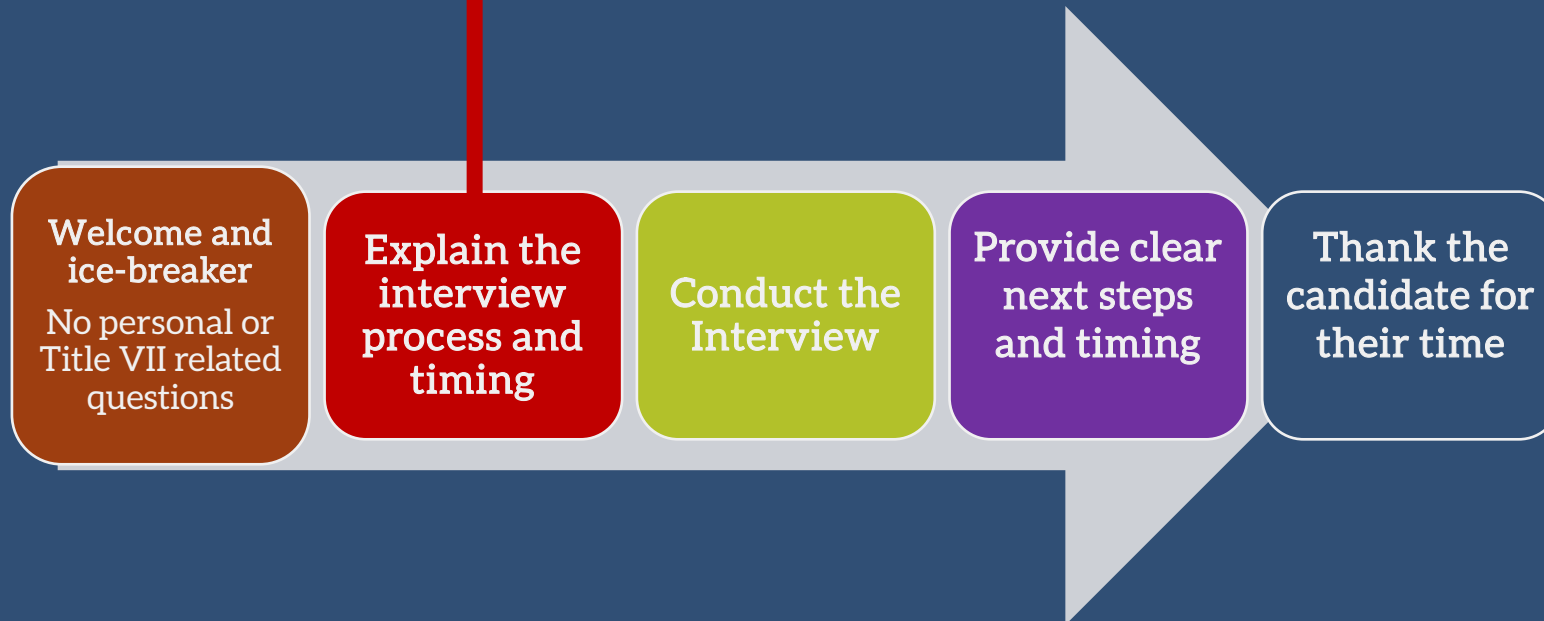 Welcome and
ice-breaker
No personal or
Title VII related
questions
Explain the
interview
process and
timing
Conduct the
Interview
Provide clear
next steps
and timing
Thank the
candidate for
their time